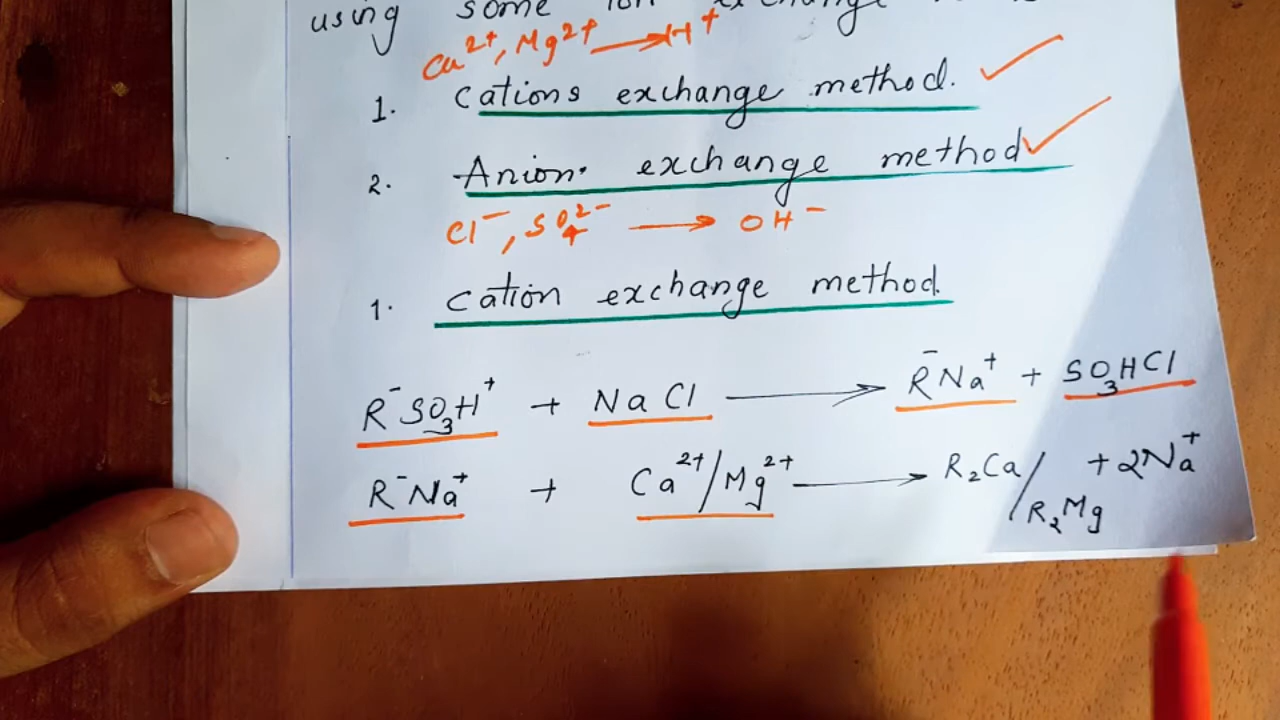 using some ion exchange
Ca²⁺, Mg²⁺ → H⁺
1. Cations exchange method.
2. Anion exchange method
Cl⁻, SO₄²⁻ → OH⁻
1. Cation exchange method.
R⁻SO₃H⁺ + NaCl → R⁻Na⁺ + SO₃HCl
R⁻Na⁺ + Ca²⁺/Mg²⁺ → R₂Ca/R₂Mg + 2Na⁺